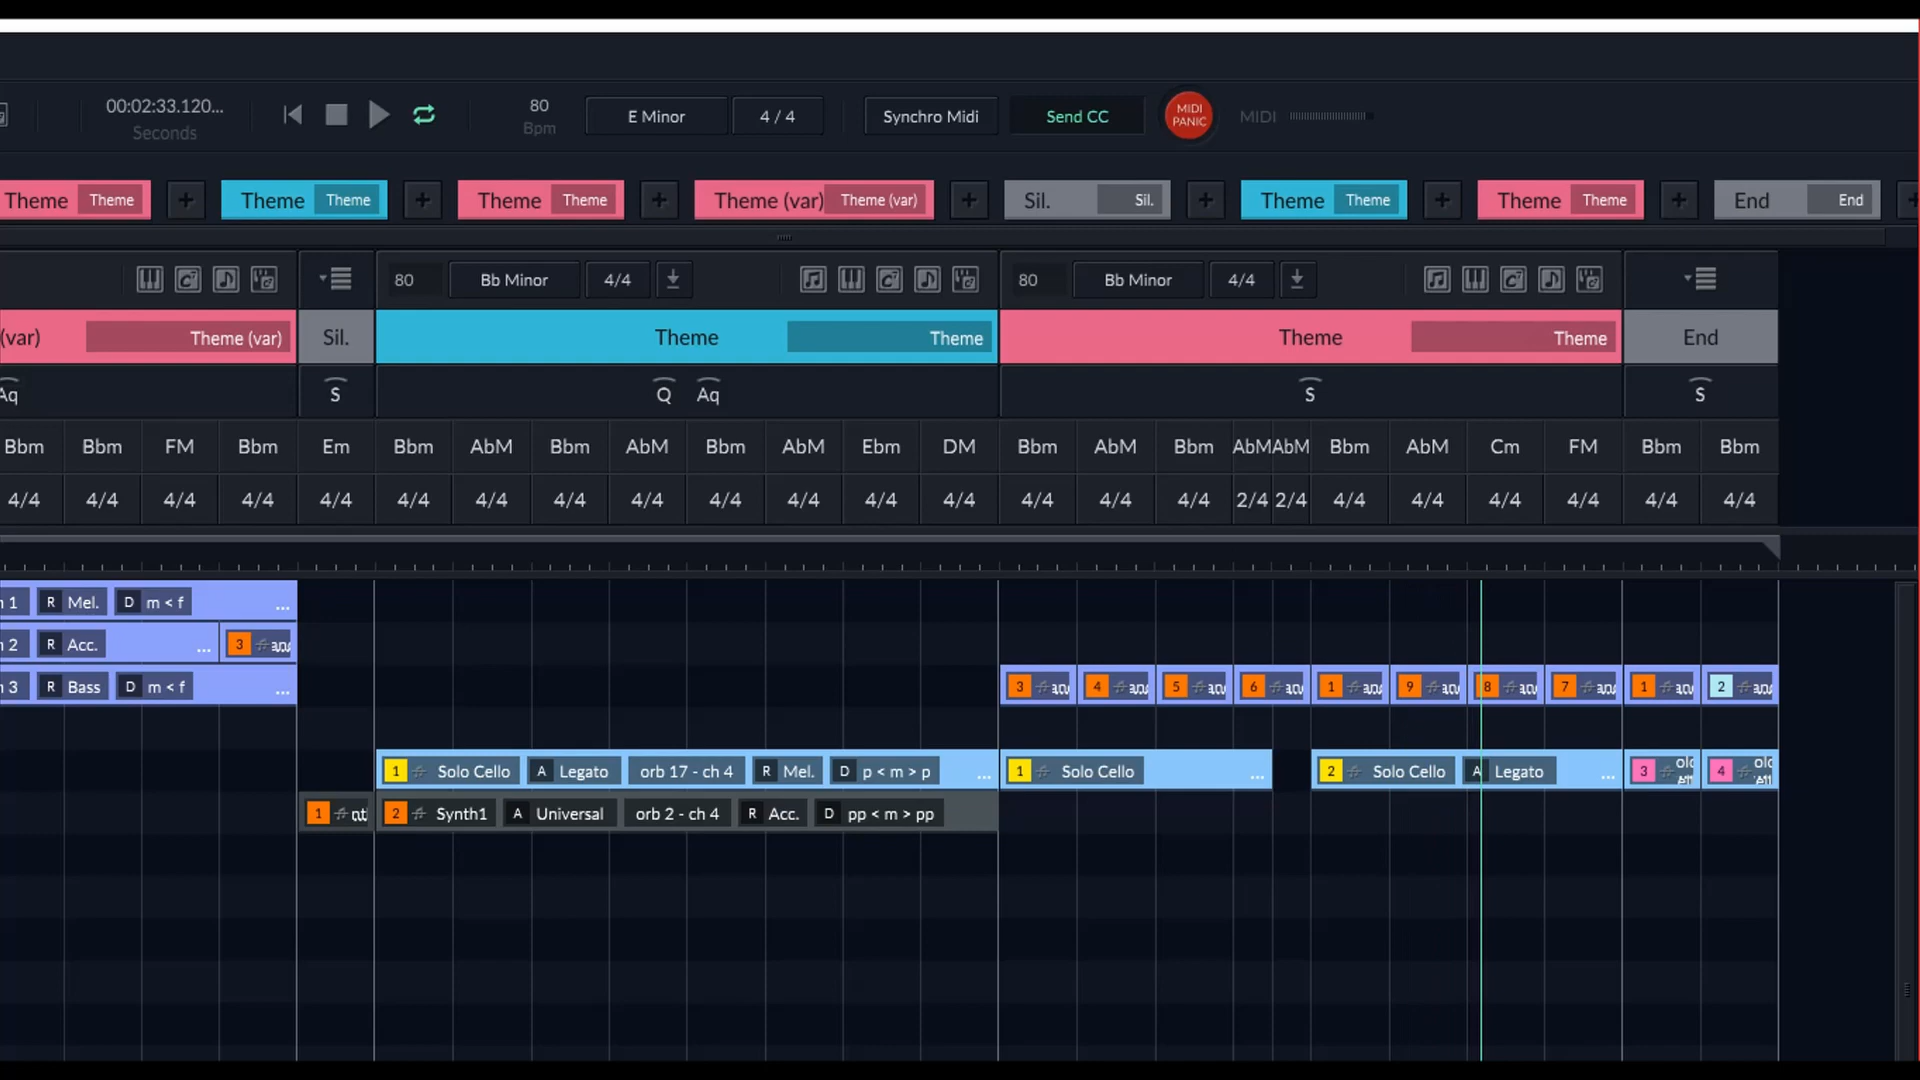 00:02:33.120...
Seconds
80
Bpm
E Minor
4 / 4
Synchro Midi
Send CC
MIDI PANIC
MIDI
Theme Theme + Theme Theme + Theme Theme + Theme (var) Theme (var) + Sil. Sil. + Theme Theme + Theme Theme + End End +
80 Bb Minor 4/4 80 Bb Minor 4/4
(var) Theme (var) Sil. Theme Theme Theme Theme End
Aq S Q Aq S S
Bbm Bbm FM Bbm Em Bbm AbM Bbm AbM Bbm AbM Ebm DM Bbm AbM Bbm AbM AbM Bbm AbM Cm FM Bbm Bbm
4/4 4/4 4/4 4/4 4/4 4/4 4/4 4/4 4/4 4/4 4/4 4/4 4/4 4/4 4/4 4/4 2/4 2/4 4/4 4/4 4/4 4/4 4/4 4/4
1 R Mel. D m < f ...
2 R Acc. ... 3
3 R Bass D m < f ... 3 4 5 6 1 9 8 7 1 2
1 Solo Cello A Legato orb 17 - ch 4 R Mel. D p < m > p ... 1 Solo Cello ... 2 Solo Cello A Legato ... 3 4
1 2 Synth1 A Universal orb 2 - ch 4 R Acc. D pp < m > pp